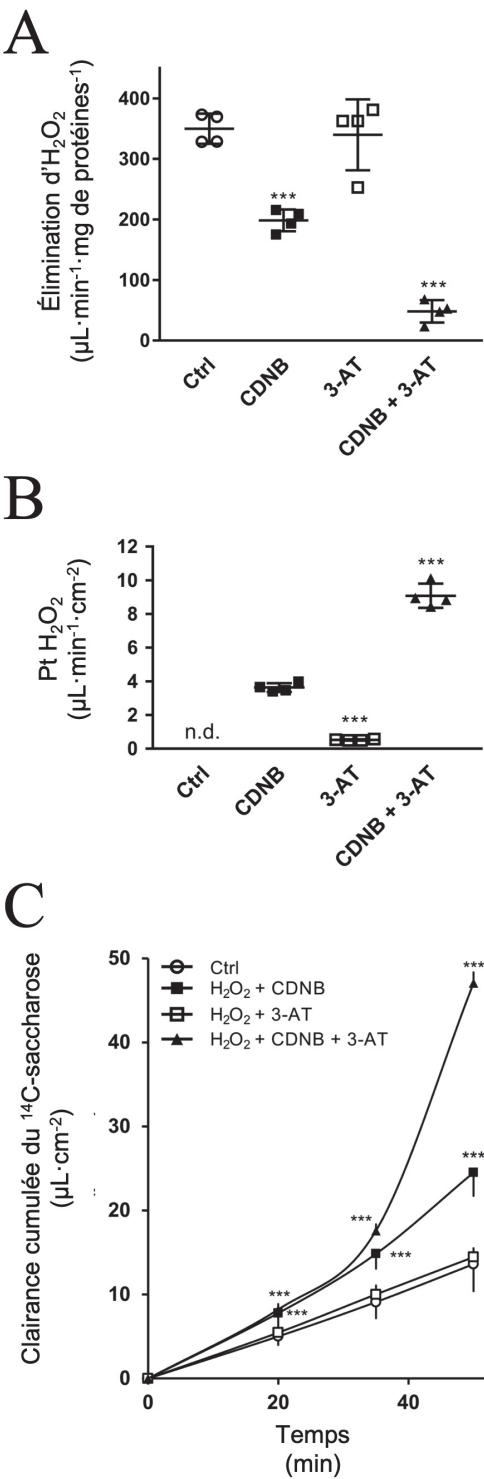 A
Élimination d'H₂O₂
(µL·min⁻¹·mg de protéines⁻¹)
400
300
200
100
0
***
***
Ctrl
CDNB
3-AT
CDNB + 3-AT
B
Pt H₂O₂
(µL·min⁻¹·cm⁻²)
12
10
8
6
4
2
0
n.d.
***
***
Ctrl
CDNB
3-AT
CDNB + 3-AT
C
Clairance cumulée du ¹⁴C-saccharose
(µL·cm⁻²)
50
40
30
20
10
0
Ctrl
H₂O₂ + CDNB
H₂O₂ + 3-AT
H₂O₂ + CDNB + 3-AT
***
***
***
***
***
***
0
20
40
Temps
(min)